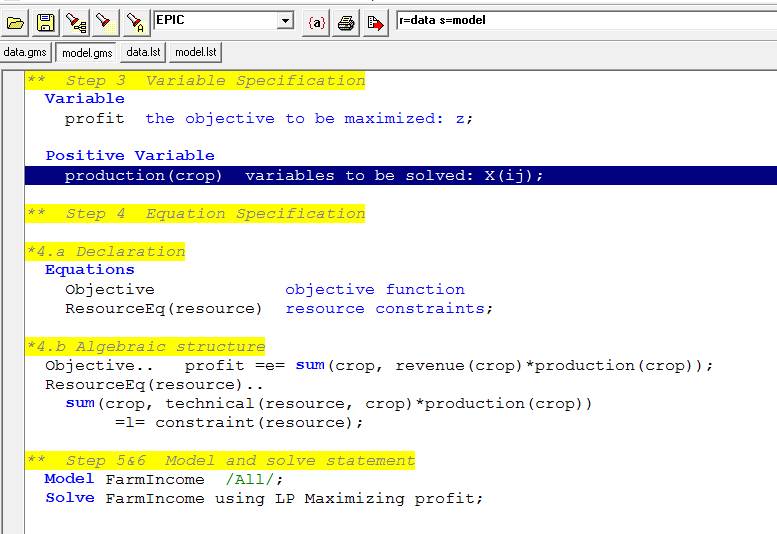 EPIC
{a}
r=data s=model
data.gms model.gms data.lst model.lst
** Step 3 Variable Specification
Variable
profit the objective to be maximized: z;
Positive Variable
production(crop) variables to be solved: X(ij);
** Step 4 Equation Specification
*4.a Declaration
Equations
Objective objective function
ResourceEq(resource) resource constraints;
*4.b Algebraic structure
Objective.. profit =e= sum(crop, revenue(crop)*production(crop));
ResourceEq(resource)..
sum(crop, technical(resource, crop)*production(crop))
=l= constraint(resource);
** Step 5&6 Model and solve statement
Model FarmIncome /All/;
Solve FarmIncome using LP Maximizing profit;